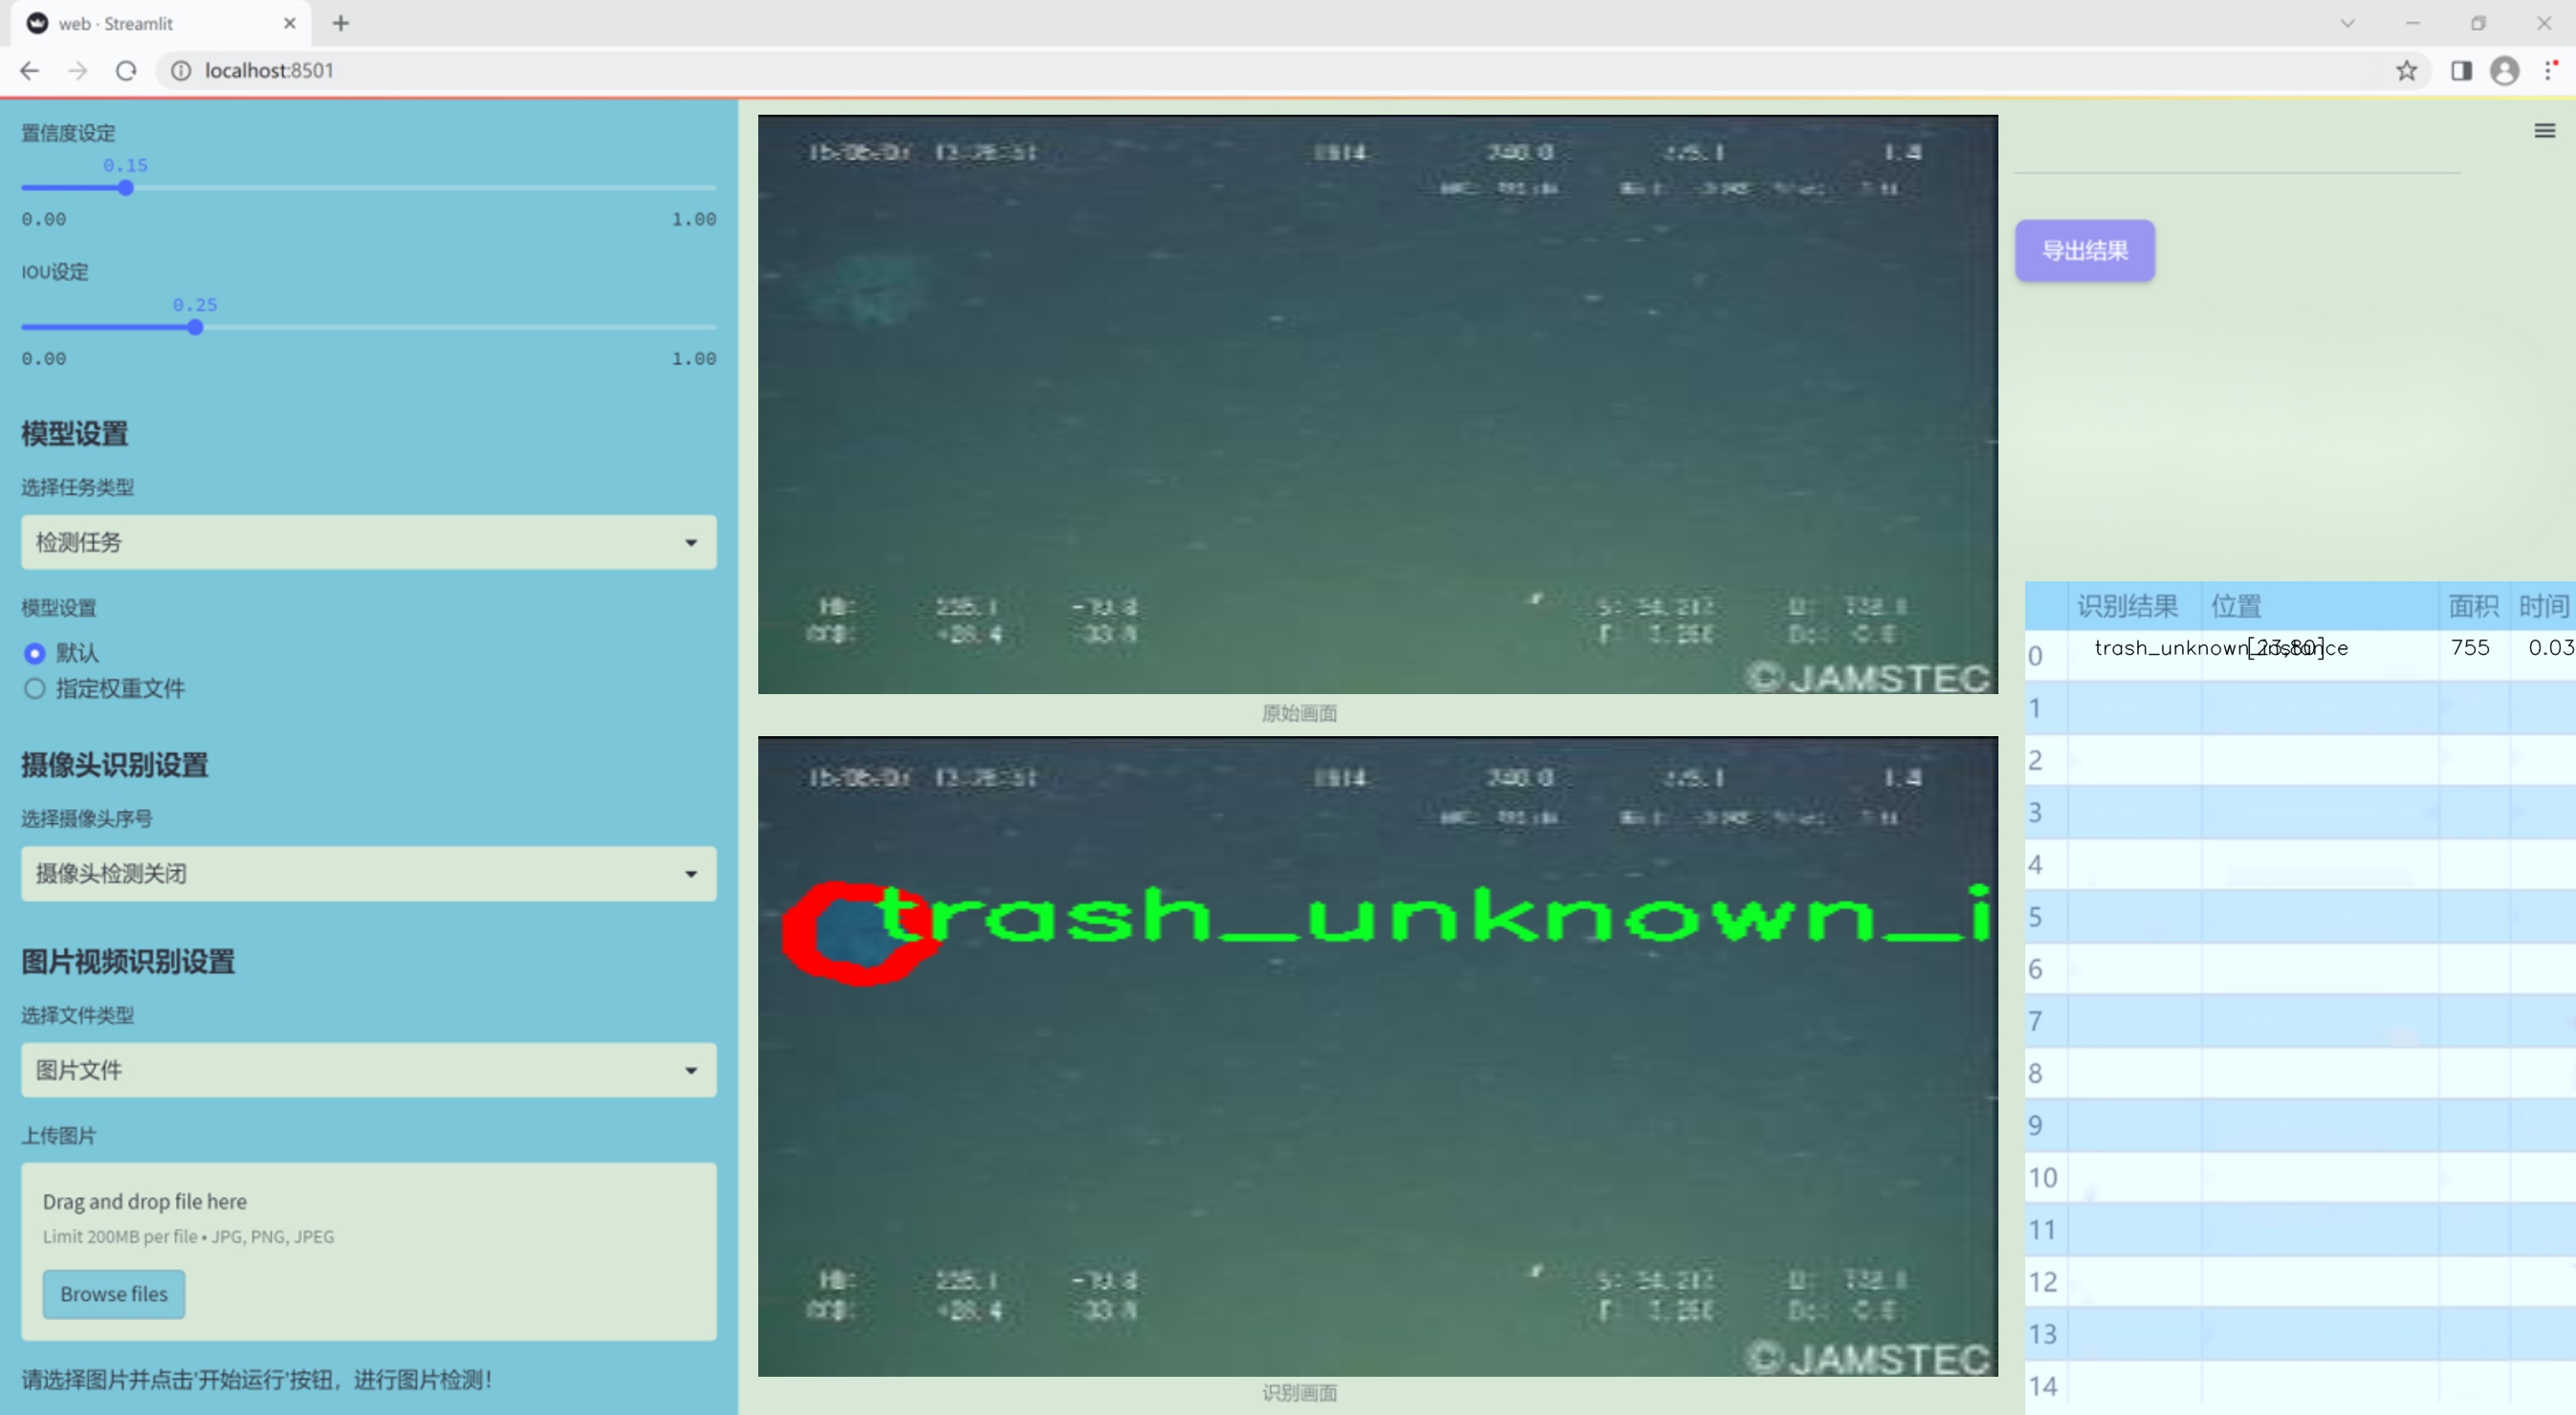 web · Streamlit
localhost:8501
置信度设定
0.15
0.00 1.00
IOU设定
0.25
0.00 1.00
模型设置
选择任务类型
检测任务
模型设置
默认
指定权重文件
摄像头识别设置
选择摄像头序号
摄像头检测关闭
图片视频识别设置
选择文件类型
图片文件
上传图片
Drag and drop file here
Limit 200MB per file • JPG, PNG, JPEG
Browse files
请选择图片并点击'开始运行'按钮，进行图片检测!
©JAMSTEC
原始画面
trash_unknown_i
©JAMSTEC
识别画面
导出结果
识别结果 位置 面积 时间
0 trash_unknown_instance [23,80] 755 0.03
1
2
3
4
5
6
7
8
9
10
11
12
13
14